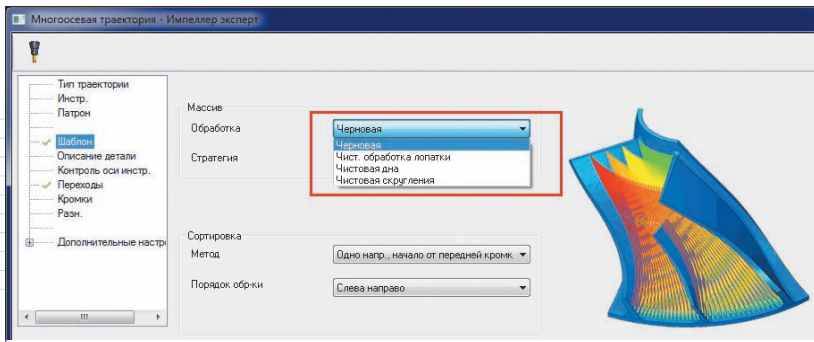 Многоосевая траектория - Импеллер эксперт
Тип траектории
Инстр.
Патрон
Шаблон
Описание детали
Контроль оси инстр.
Переходы
Кромки
Разн.
Дополнительные настр
Массив
Обработка
Черновая
Черновая
Чист. обработка лопатки
Чистовая дна
Чистовая скругления
Стратегия
Сортировка
Метод
Одно напр., начало от передней кромк
Порядок обр-ки
Слева направо